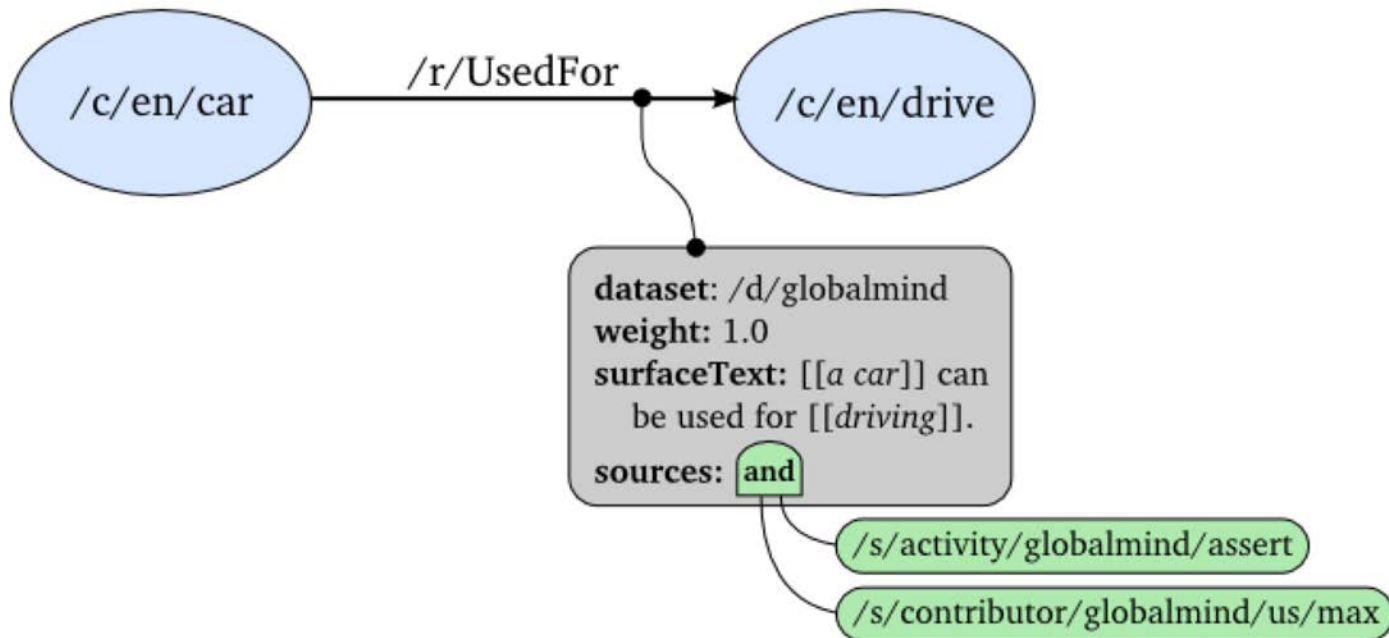 /c/en/car
/r/UsedFor
/c/en/drive
dataset: /d/globalmind
weight: 1.0
surfaceText: [[a car]] can
be used for [[driving]].
sources: and
/s/activity/globalmind/assert
/s/contributor/globalmind/us/max